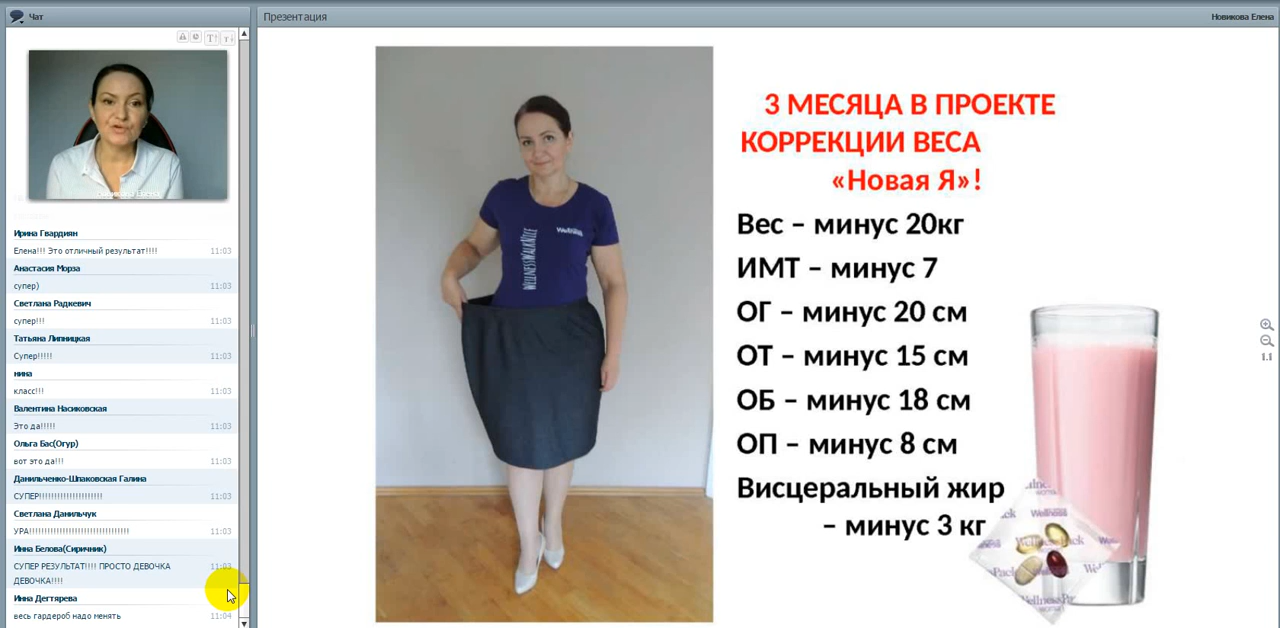 Чат
Презентация
Новикова Елена
Ирина Гвардиян
Елена!!! Это отличный результат!!!! 11:03
Анастасия Морза
супер) 11:03
Светлана Радкевич
супер!!! 11:03
Татьяна Липницкая
Супер!!!!! 11:03
нина
класс!!! 11:03
Валентина Насиковская
Это да!!!!! 11:03
Ольга Бас(Огур)
вот это да!!! 11:03
Данильченко-Шпаковская Галина
СУПЕР!!!!!!!!!!!!!!!!!!!!! 11:03
Светлана Данильчук
УРА!!!!!!!!!!!!!!!!!!!!!!!!!!!!!!!!! 11:03
Инна Белова(Сиричник)
СУПЕР РЕЗУЛЬТАТ!!!! ПРОСТО ДЕВОЧКА 11:03
ДЕВОЧКА!!!!
Инна Дегтярева
весь гардероб надо менять 11:04
3 МЕСЯЦА В ПРОЕКТЕ
КОРРЕКЦИИ ВЕСА
«Новая Я»!
Вес – минус 20кг
ИМТ – минус 7
ОГ – минус 20 см
ОТ – минус 15 см
ОБ – минус 18 см
ОП – минус 8 см
Висцеральный жир
– минус 3 кг
WELLNESSWALKNICE
Wellness
WellnessPack
1:1